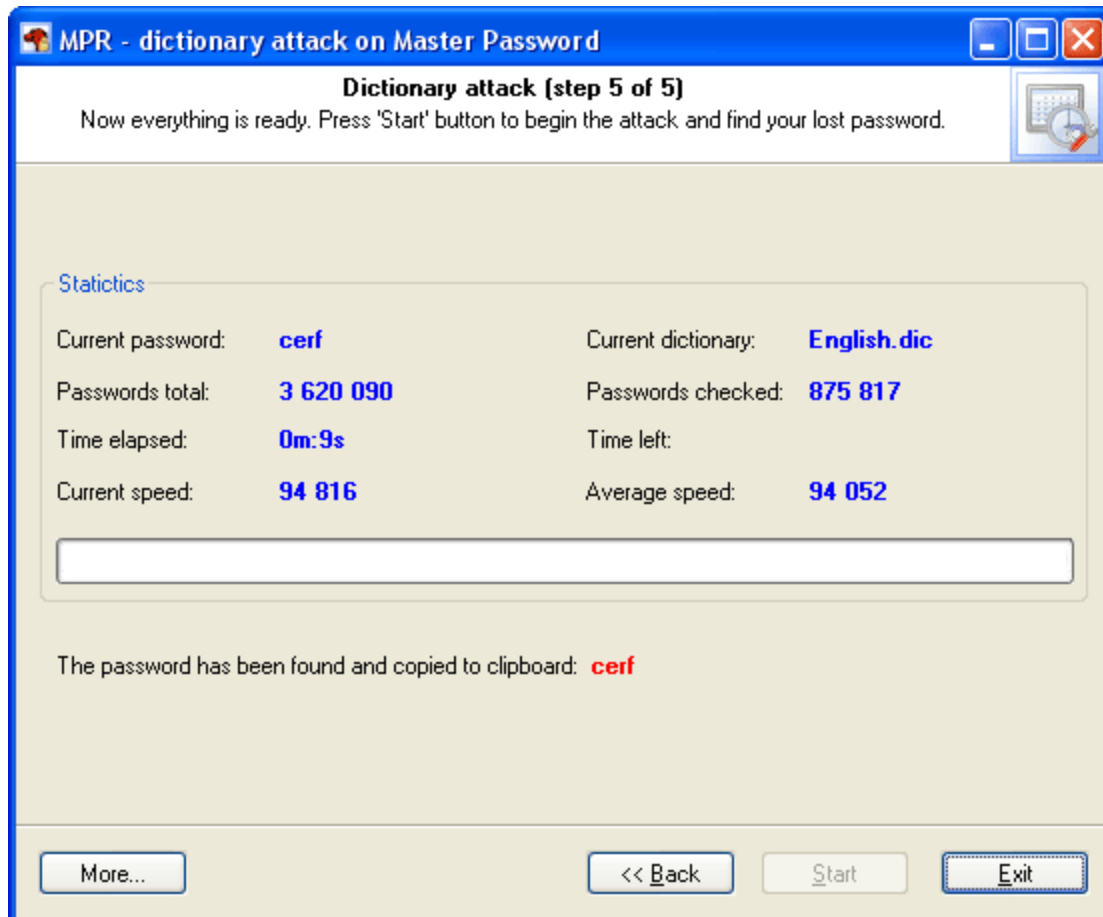 MPR - dictionary attack on Master Password
Dictionary attack (step 5 of 5)
Now everything is ready. Press 'Start' button to begin the attack and find your lost password.
Statictics
Current password: cerf Current dictionary: English.dic
Passwords total: 3 620 090 Passwords checked: 875 817
Time elapsed: 0m:9s Time left:
Current speed: 94 816 Average speed: 94 052
The password has been found and copied to clipboard: cerf
More... << Back Start Exit